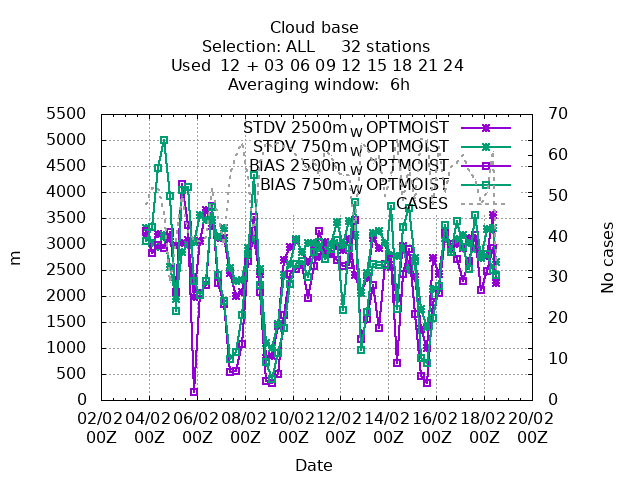 Cloud base
Selection: ALL 32 stations
Used 12 + 03 06 09 12 15 18 21 24
Averaging window: 6h
5500
5000
4500
4000
3500
3000
2500
2000
1500
1000
500
0
m
STDV 2500m_W OPTMOIST
STDV 750m_W OPTMOIST
BIAS 2500m_W OPTMOIST
BIAS 750m_W OPTMOIST
CASES
70
60
50
40
30
20
10
0
No cases
02/02 04/02 06/02 08/02 10/02 12/02 14/02 16/02 18/02 20/02
00Z 00Z 00Z 00Z 00Z 00Z 00Z 00Z 00Z 00Z
Date